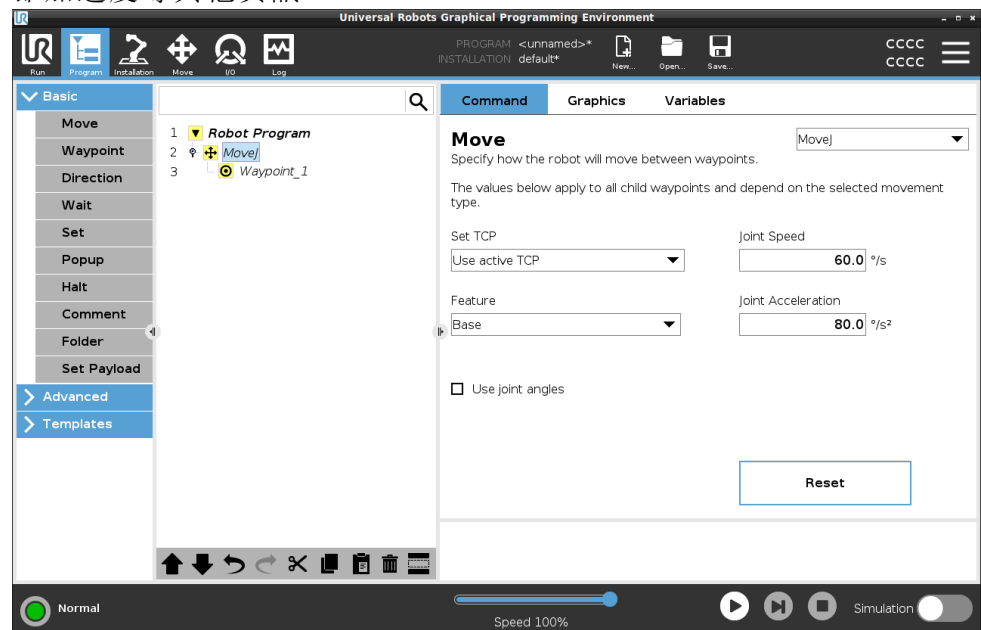 Universal Robots Graphical Programming Environment
UR
Run
Program
Installation
Move
I/O
Log
PROGRAM <unnamed>*
INSTALLATION default*
New...
Open...
Save...
CCCC
CCCC
Basic
Move
Waypoint
Direction
Wait
Set
Popup
Halt
Comment
Folder
Set Payload
Advanced
Templates
1 Robot Program
2 MoveJ
3 Waypoint_1
Command
Graphics
Variables
Move
MoveJ
Specify how the robot will move between waypoints.
The values below apply to all child waypoints and depend on the selected movement
type.
Set TCP
Joint Speed
Use active TCP
60.0 °/s
Feature
Joint Acceleration
Base
80.0 °/s²
Use joint angles
Reset
Normal
Speed 100%
Simulation